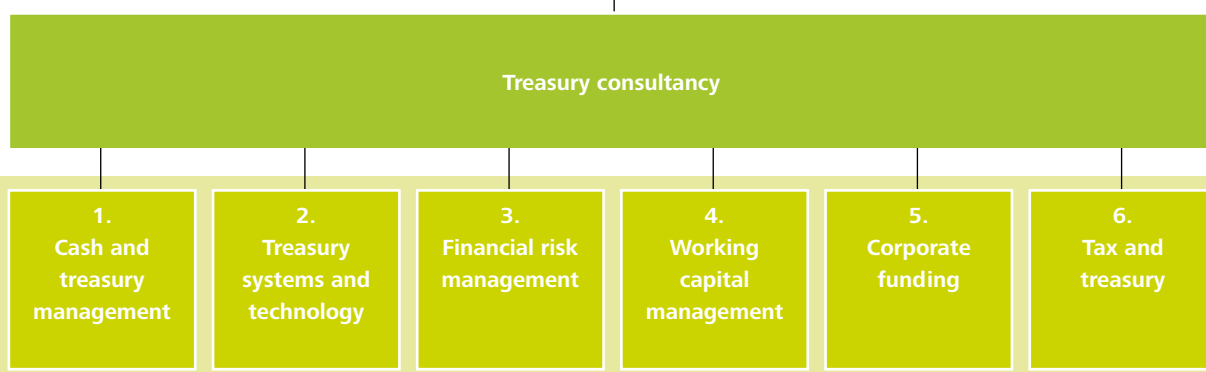 Treasury consultancy
1.
Cash and
treasury
management
2.
Treasury
systems and
technology
3.
Financial risk
management
4.
Working
capital
management
5.
Corporate
funding
6.
Tax and
treasury